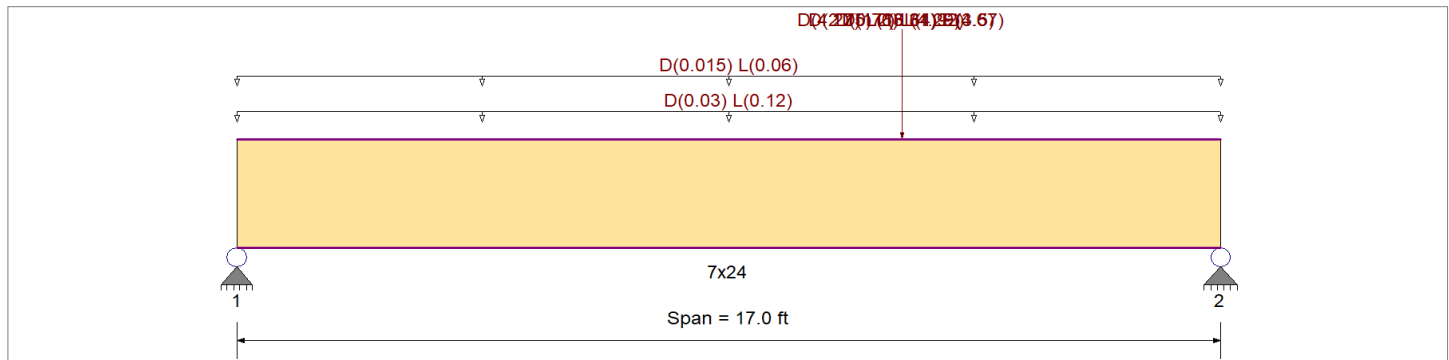 D(0.015) L(0.06)
D(0.03) L(0.12)
7x24
1
2
Span = 17.0 ft